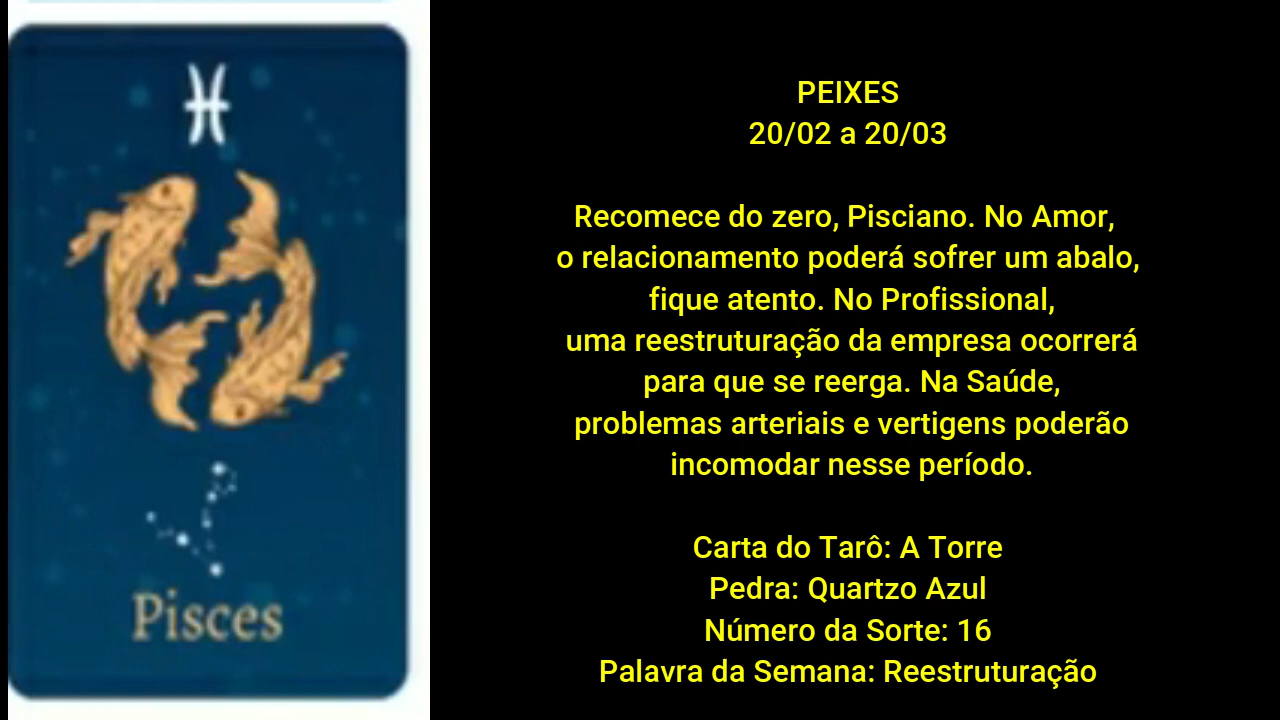 Pisces
PEIXES
20/02 a 20/03
Recomece do zero, Pisciano. No Amor,
o relacionamento poderá sofrer um abalo,
fique atento. No Profissional,
uma reestruturação da empresa ocorrerá
para que se reerga. Na Saúde,
problemas arteriais e vertigens poderão
incomodar nesse período.
Carta do Tarô: A Torre
Pedra: Quartzo Azul
Número da Sorte: 16
Palavra da Semana: Reestruturação